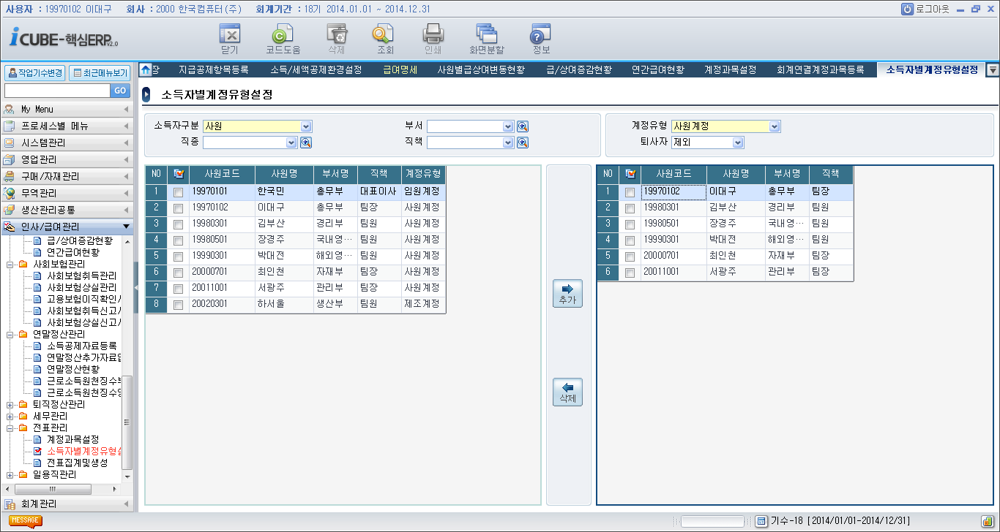 사용자 : 19970102 이대구 회사 : 2000 한국컴퓨터(주) 회계기간 : 18기 2014.01.01 ~ 2014.12.31 로그아웃
iCUBE-핵심ERP v2.0
닫기 코드도움 삭제 조회 인쇄 화면분할 정보
작업기수변경 최근메뉴보기
GO
장 지급공제항목등록 소득/세액공제환경설정 급여명세 사원별급상여변동현황 급/상여증감현황 연간급여현황 계정과목설정 회계연결계정과목등록 소득자별계정유형설정
My Menu
프로세스별 메뉴
시스템관리
영업관리
구매/자재관리
무역관리
생산관리공통
인사/급여관리
급/상여증감현황
연간급여현황
사회보험관리
사회보험취득관리
사회보험상실관리
고용보험이직확인
사회보험취득신고
사회보험상실신고
연말정산관리
소득공제자료등록
연말정산추가자료
연말정산현황
근로소득원천징수
근로소득원천징수
퇴직정산관리
세무관리
전표관리
계정과목설정
소득자별계정유형
전표집계및생성
일용직관리
회계관리
소득자별계정유형설정
소득자구분 사원 부서
직종 직책
계정유형 사원계정
퇴사자 제외
NO 사원코드 사원명 부서명 직책 계정유형
1 19970101 한국민 총무부 대표이사 임원계정
2 19970102 이대구 총무부 팀장 사원계정
3 19980301 김부산 경리부 팀원 사원계정
4 19980501 장경주 국내영… 팀원 사원계정
5 19990301 박대전 해외영… 팀원 사원계정
6 20000701 최인천 자재부 팀장 사원계정
7 20011001 서광주 관리부 팀장 사원계정
8 20020301 하서울 생산부 팀원 제조계정
추가
삭제
NO 사원코드 사원명 부서명 직책
1 19970102 이대구 총무부 팀장
2 19980301 김부산 경리부 팀원
3 19980501 장경주 국내영… 팀원
4 19990301 박대전 해외영… 팀원
5 20000701 최인천 자재부 팀장
6 20011001 서광주 관리부 팀장
MESSAGE
기수-18 [2014/01/01-2014/12/31]